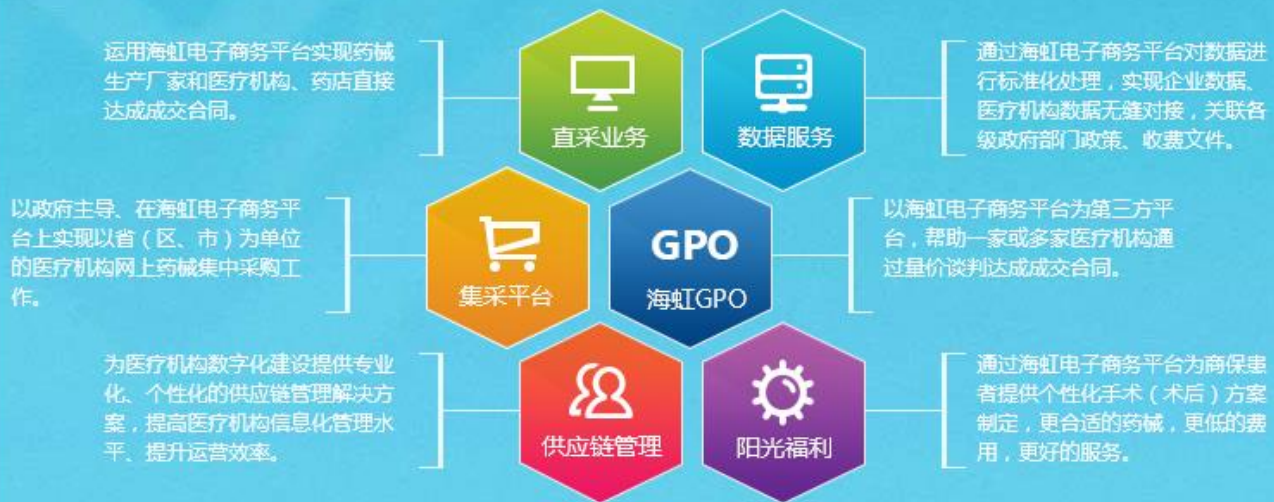 运用海虹电子商务平台实现药械
生产厂家和医疗机构、药店直接
达成成交合同。
直采业务
数据服务
通过海虹电子商务平台对数据进
行标准化处理，实现企业数据、
医疗机构数据无缝对接，关联各
级政府部门政策、收费文件。
以政府主导、在海虹电子商务平
台上实现以省（区、市）为单位
的医疗机构网上药械集中采购工
作。
集采平台
GPO
海虹GPO
以海虹电子商务平台为第三方平
台，帮助一家或多家医疗机构通
过量价谈判达成成交合同。
为医疗机构数字化建设提供专业
化、个性化的供应链管理解决方
案，提高医疗机构信息化管理水
平、提升运营效率。
供应链管理
阳光福利
通过海虹电子商务平台为商保患
者提供个性化手术（术后）方案
制定，更合适的药械，更低的费
用，更好的服务。